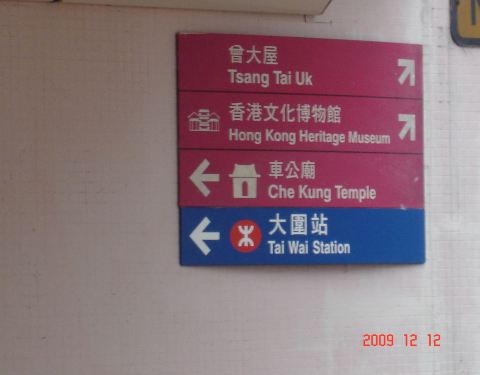 曾大屋
Tsang Tai Uk
香港文化博物館
Hong Kong Heritage Museum
車公廟
Che Kung Temple
大圍站
Tai Wai Station
2009 12 12